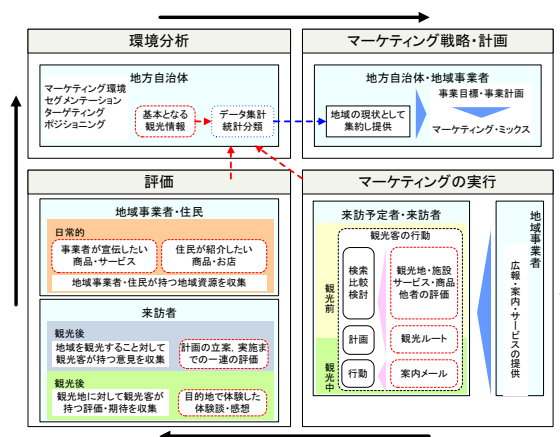 環境分析
地方自治体
マーケティング環境
セグメンテーション
ターゲティング
ポジショニング
基本となる
観光情報
データ集計
統計分類
マーケティング戦略・計画
地方自治体・地域事業者
地域の現状として
集約し提供
事業目標・事業計画
マーケティング・ミックス
評価
地域事業者・住民
日常的
事業者が宣伝したい
商品・サービス
住民が紹介したい
商品・お店
地域事業者・住民が持つ地域資源を収集
来訪者
観光後
地域を観光すること対して
観光客が持つ意見を収集
計画の立案、実施ま
での一連の評価
観光後
観光地に対して観光客が
持つ評価・期待を収集
目的地で体験した
体験談・感想
マーケティングの実行
来訪予定者・来訪者
観光客の行動
観光前
検索
比較
検討
観光地・施設
サービス・商品
他者の評価
計画
観光ルート
観光中
行動
案内メール
地域事業者
広報・案内・サービスの提供